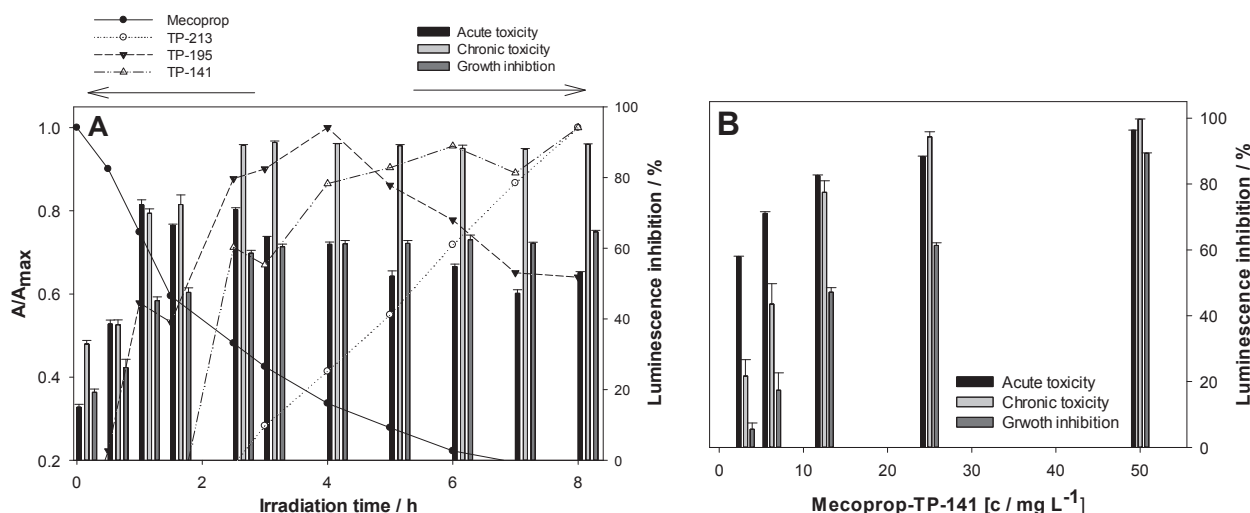 Mecoprop
TP-213
TP-195
TP-141
Acute toxicity
Chronic toxicity
Growth inhibtion
A
A/Amax
1.0
0.8
0.6
0.4
0.2
0 2 4 6 8
Irradiation time / h
100
80
60
40
20
0
Luminescence inhibition / %
B
Acute toxicity
Chronic toxicity
Grwoth inhibition
0 10 20 30 40 50
Mecoprop-TP-141 [c / mg L-1]
100
80
60
40
20
0
Luminescence inhibition / %